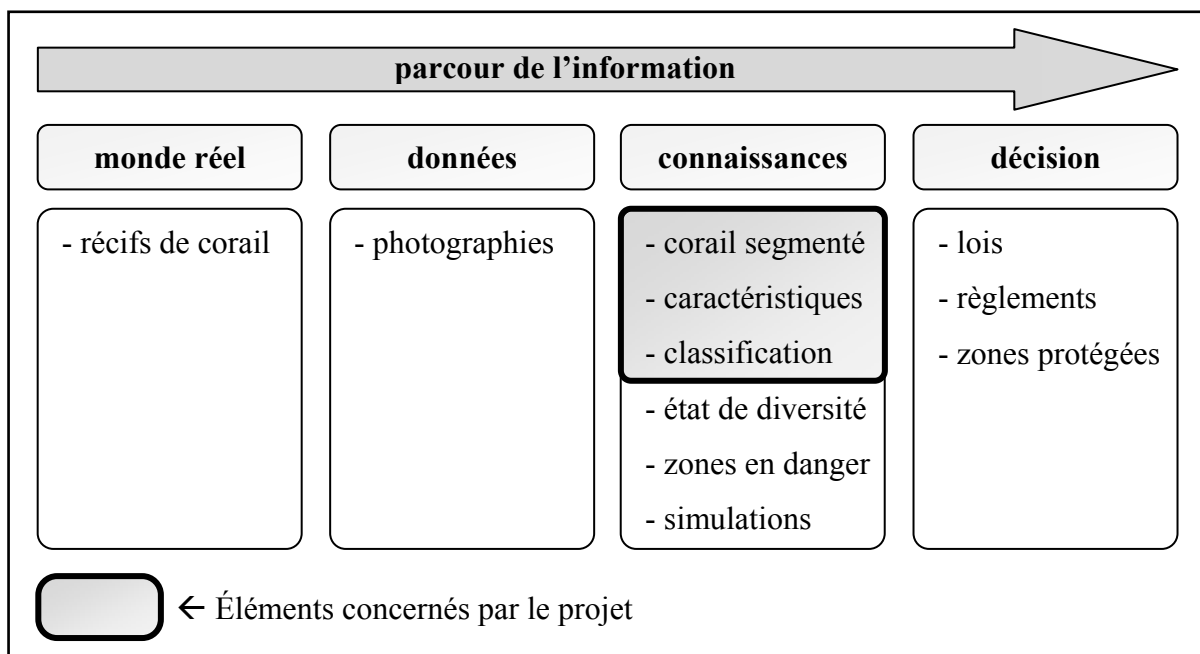 parcour de l’information
monde réel
données
connaissances
décision
- récifs de corail
- photographies
- corail segmenté
- caractéristiques
- classification
- état de diversité
- zones en danger
- simulations
- lois
- règlements
- zones protégées
← Éléments concernés par le projet